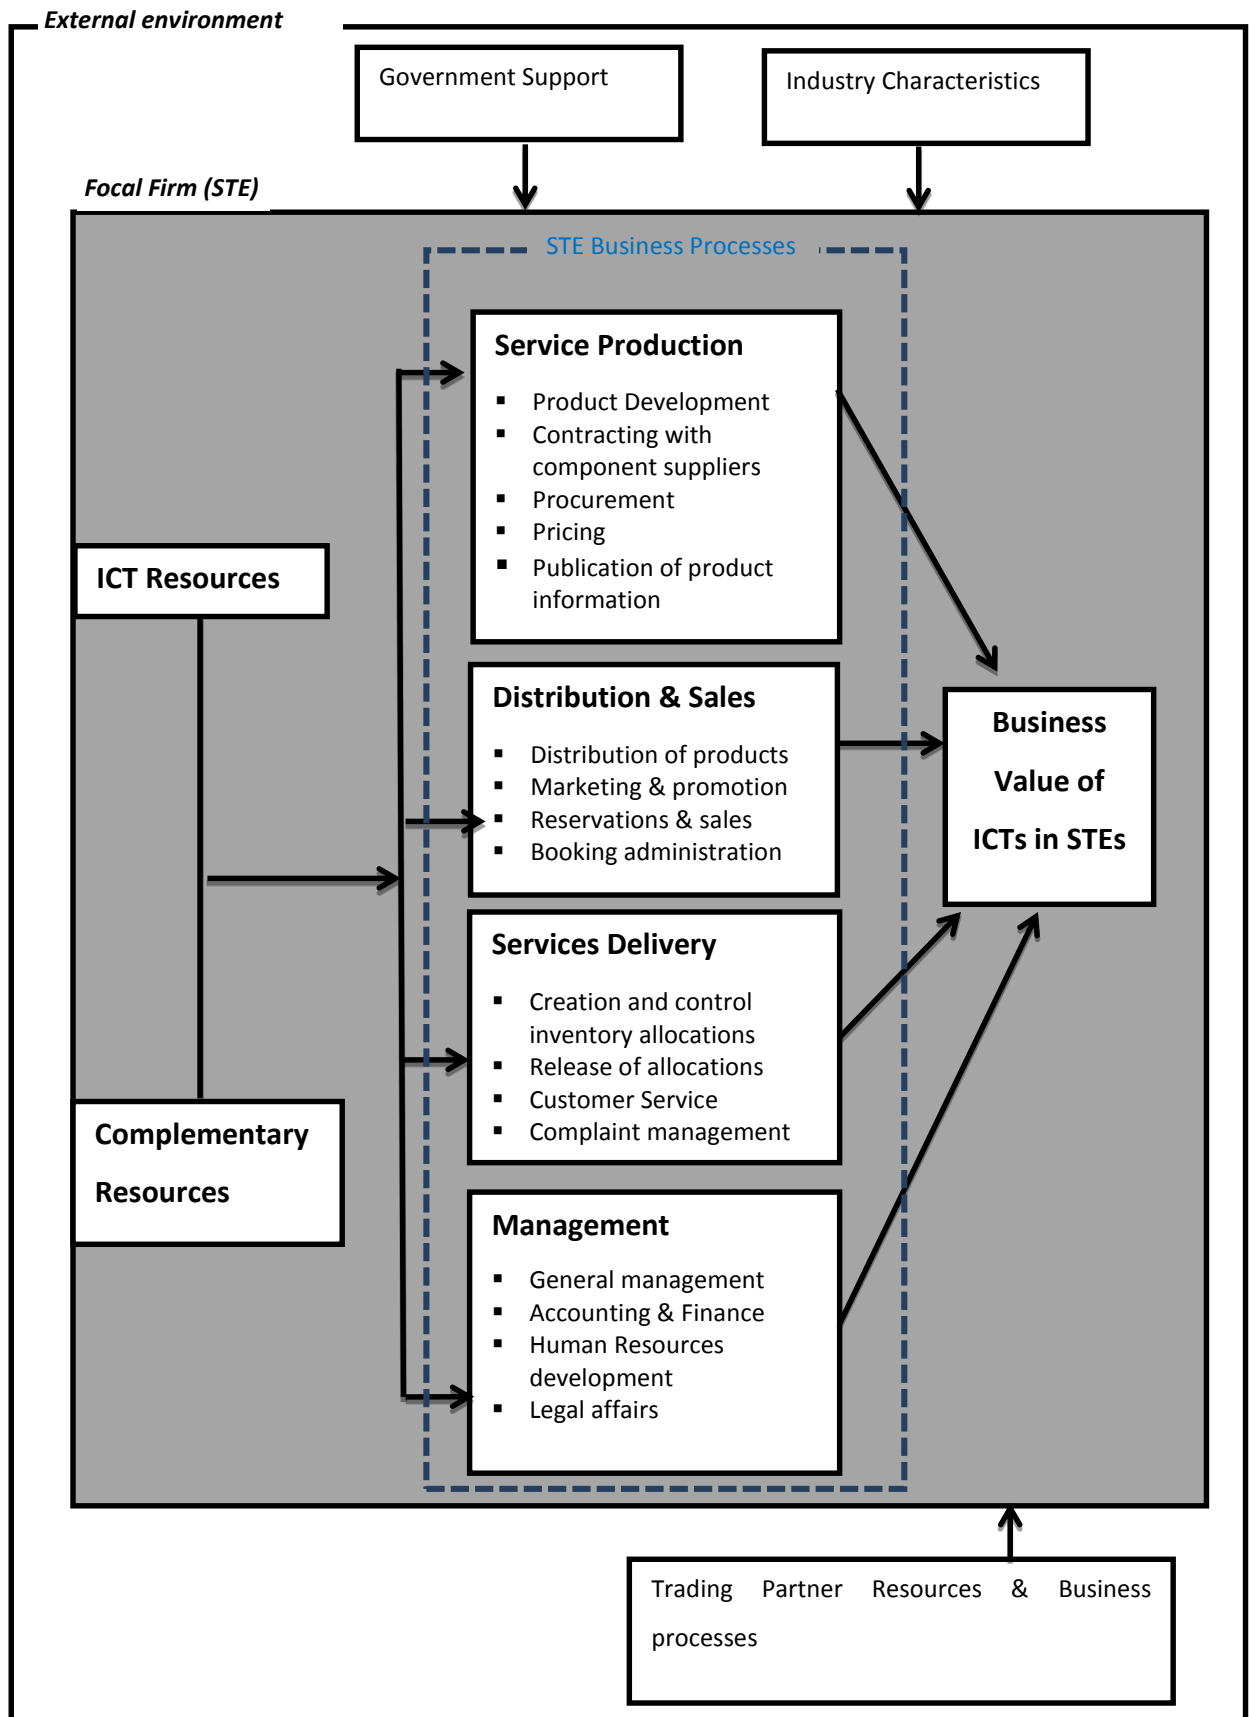 External environment
Government Support
Industry Characteristics
Focal Firm (STE)
STE Business Processes
Service Production
▪ Product Development
▪ Contracting with
component suppliers
▪ Procurement
▪ Pricing
▪ Publication of product
information
ICT Resources
Distribution & Sales
▪ Distribution of products
▪ Marketing & promotion
▪ Reservations & sales
▪ Booking administration
Business
Value of
ICTs in STEs
Services Delivery
▪ Creation and control
inventory allocations
▪ Release of allocations
▪ Customer Service
▪ Complaint management
Complementary
Resources
Management
▪ General management
▪ Accounting & Finance
▪ Human Resources
development
▪ Legal affairs
Trading Partner Resources & Business
processes